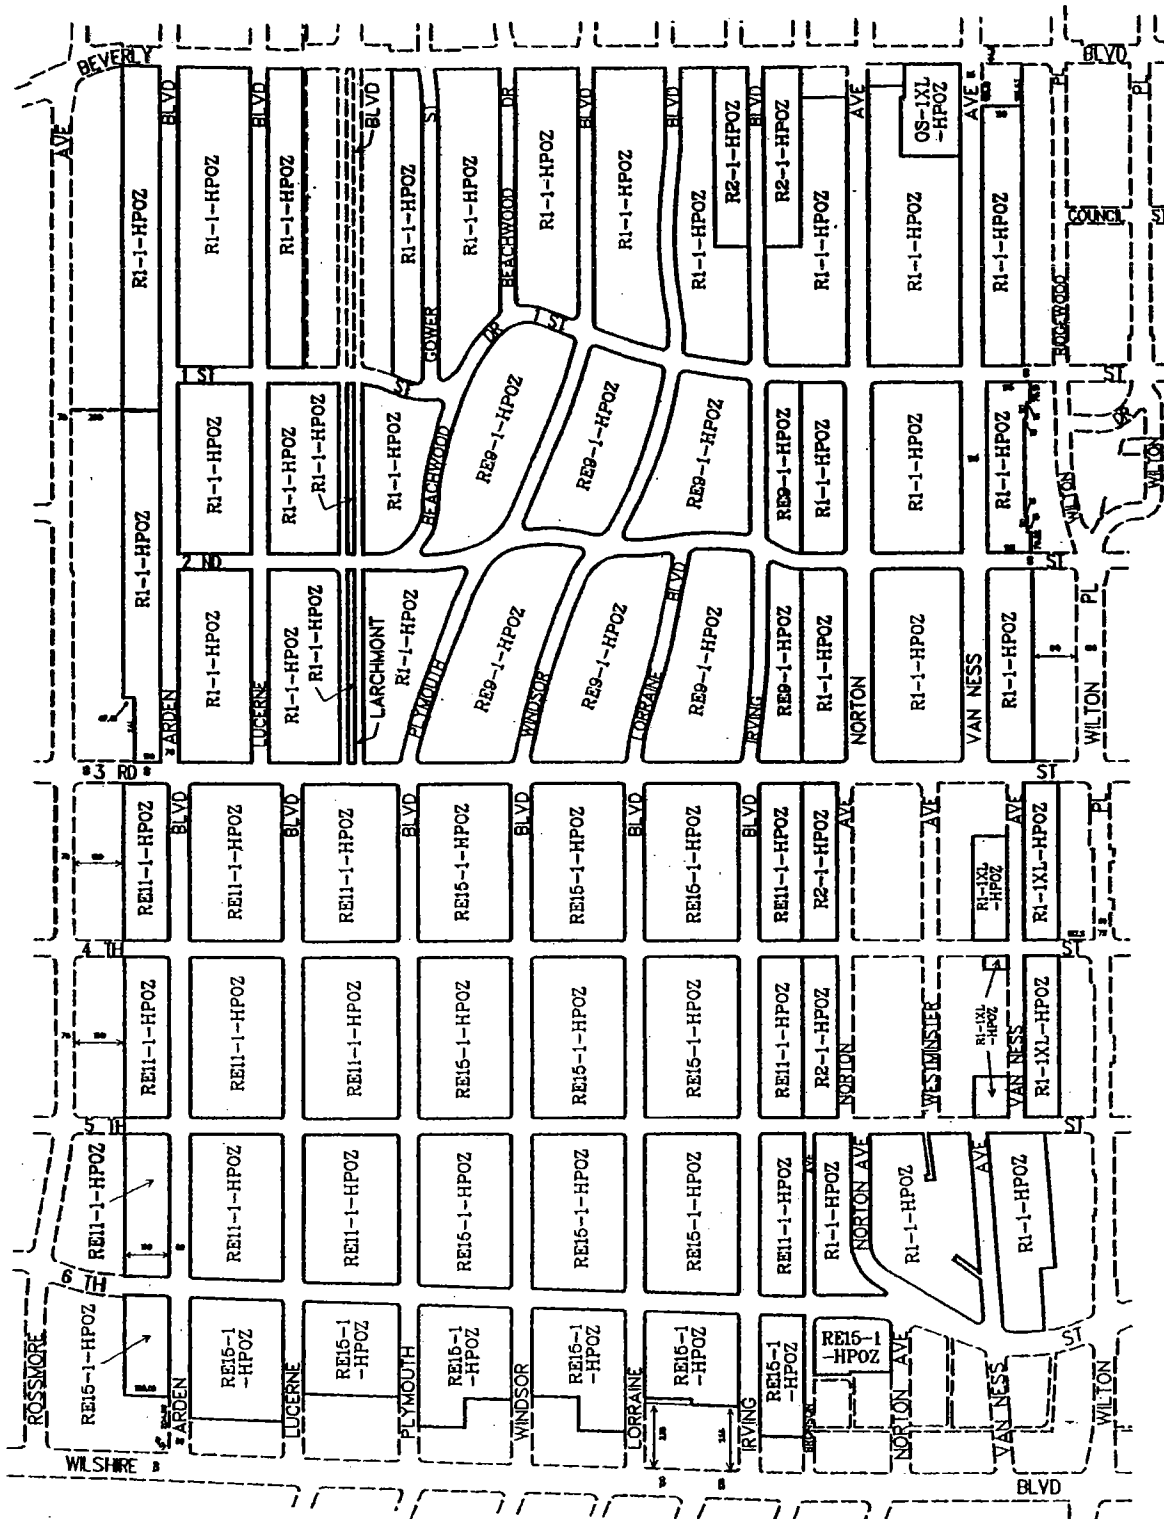 BEVERLY
BLVD
AVE
BLVD
BLVD
BLVD
ST
DR
BLVD
BLVD
BLVD
AVE
AVE
PL
PL
R2-1-HPOZ
R2-1-HPOZ
OS-1XL
-HPOZ
R1-1-HPOZ
R1-1-HPOZ
R1-1-HPOZ
R1-1-HPOZ
R1-1-HPOZ
R1-1-HPOZ
R1-1-HPOZ
R1-1-HPOZ
R1-1-HPOZ
R1-1-HPOZ
R1-1-HPOZ
COUNCIL
ST
BEACHWOOD
GOWER
DR
1 ST
1 ST
ST
ST
R1-1-HPOZ
R1-1-HPOZ
R1-1-HPOZ
R1-1-HPOZ
R1-1-HPOZ
BEACHWOOD
RE9-1-HPOZ
RE9-1-HPOZ
RE9-1-HPOZ
RE9-1-HPOZ
R1-1-HPOZ
R1-1-HPOZ
R1-1-HPOZ
WILTON
DR
WILTON
2 ND
ST
R1-1-HPOZ
R1-1-HPOZ
R1-1-HPOZ
R1-1-HPOZ
RE9-1-HPOZ
RE9-1-HPOZ
BLVD
RE9-1-HPOZ
RE9-1-HPOZ
R1-1-HPOZ
R1-1-HPOZ
R1-1-HPOZ
PL
ARDEN
LUCERNE
LARCHMONT
PLYMOUTH
WINDSOR
LORRAINE
IRVING
NORTON
VAN NESS
WILTON
3 RD
ST
BLVD
BLVD
BLVD
BLVD
BLVD
BLVD
AVE
AVE
AVE
PL
RE11-1-HPOZ
RE11-1-HPOZ
RE11-1-HPOZ
RE15-1-HPOZ
RE15-1-HPOZ
RE15-1-HPOZ
RE11-1-HPOZ
R2-1-HPOZ
R1-1XL
-HPOZ
R1-1XL-HPOZ
4 TH
ST
RE11-1-HPOZ
RE11-1-HPOZ
RE11-1-HPOZ
RE15-1-HPOZ
RE15-1-HPOZ
RE15-1-HPOZ
RE11-1-HPOZ
R2-1-HPOZ
NORTON
WESTMINSTER
R1-1XL
-HPOZ
VAN NESS
R1-1XL-HPOZ
5 TH
ST
RE11-1-HPOZ
RE11-1-HPOZ
RE11-1-HPOZ
RE15-1-HPOZ
RE15-1-HPOZ
RE15-1-HPOZ
RE11-1-HPOZ
AVE
R1-1-HPOZ
NORTON AVE
R1-1-HPOZ
AVE
R1-1-HPOZ
6 TH
ST
ROSSMORE
RE15-1-HPOZ
ARDEN
RE15-1
-HPOZ
LUCERNE
RE15-1
-HPOZ
PLYMOUTH
RE15-1
-HPOZ
WINDSOR
RE15-1
-HPOZ
LORRAINE
RE15-1
-HPOZ
IRVING
RE15-1
-HPOZ
BRONSON
RE15-1
-HPOZ
NORTON AVE
VAN NESS
WILTON
WILSHIRE
BLVD